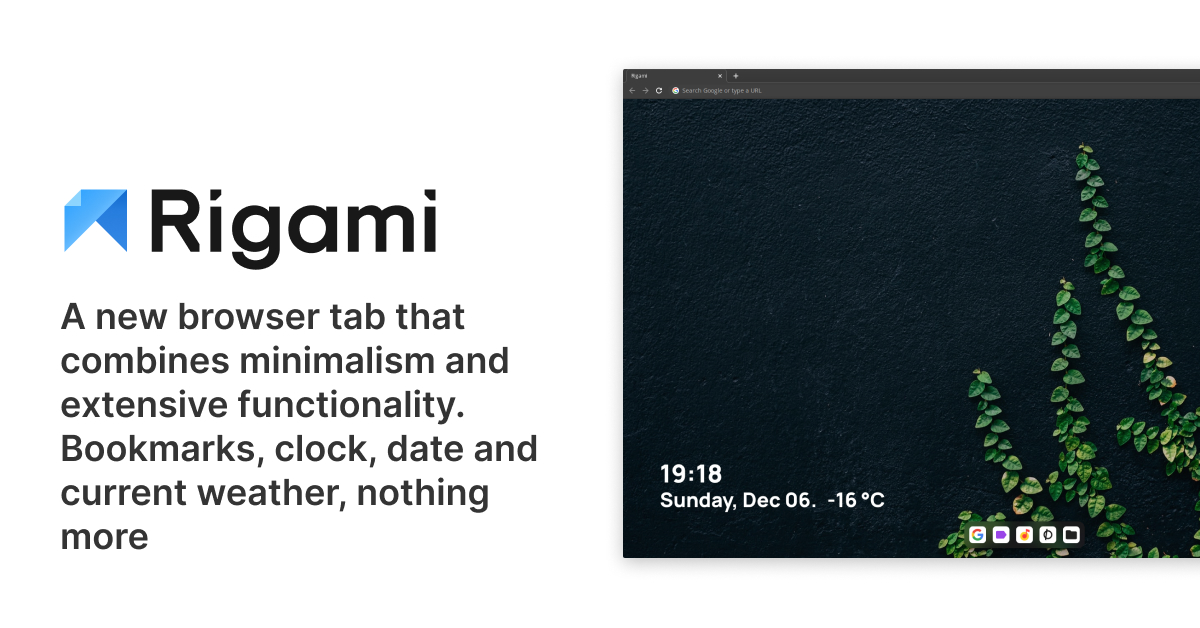 Rigami
A new browser tab that
combines minimalism and
extensive functionality.
Bookmarks, clock, date and
current weather, nothing
more
Rigami
Search Google or type a URL
19:18
Sunday, Dec 06. -16 °C